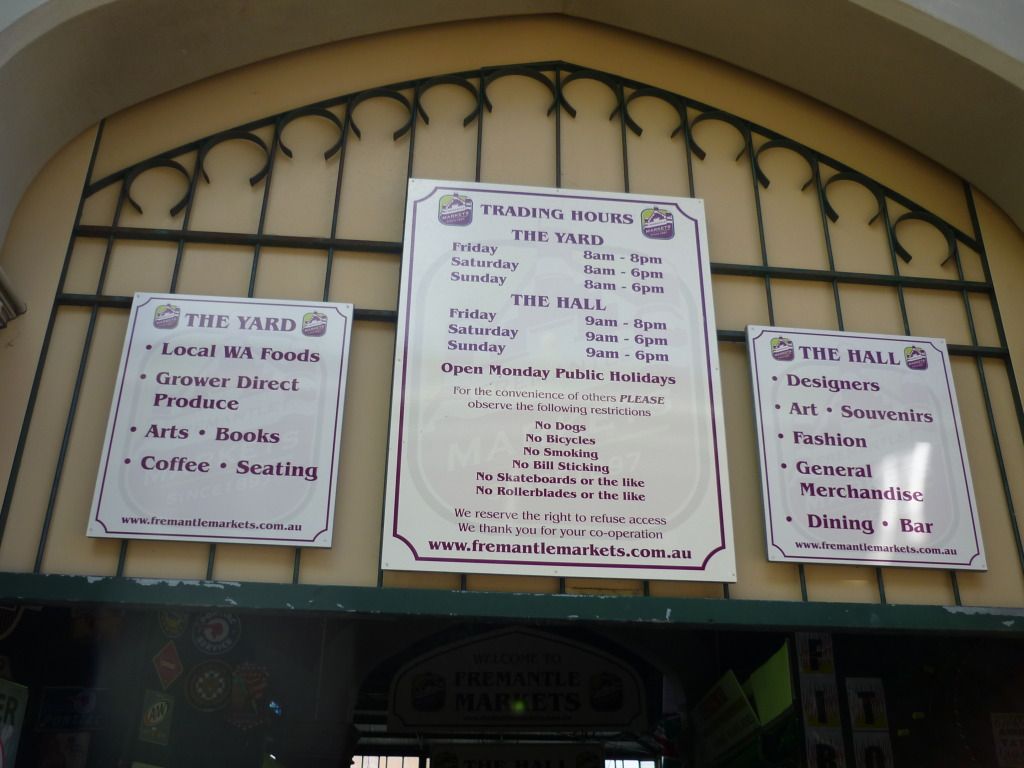 TRADING HOURS
THE YARD
Friday 8am - 8pm
Saturday 8am - 6pm
Sunday 8am - 6pm
THE HALL
Friday 9am - 8pm
Saturday 9am - 6pm
Sunday 9am - 6pm
Open Monday Public Holidays
For the convenience of others PLEASE
observe the following restrictions
No Dogs
No Bicycles
No Smoking
No Bill Sticking
No Skateboards or the like
No Rollerblades or the like
We reserve the right to refuse access
We thank you for your co-operation
www.fremantlemarkets.com.au
THE YARD
• Local WA Foods
• Grower Direct
Produce
• Arts • Books
• Coffee • Seating
www.fremantlemarkets.com.au
THE HALL
• Designers
• Art • Souvenirs
• Fashion
• General
Merchandise
• Dining • Bar
www.fremantlemarkets.com.au
WELCOME TO
FREMANTLE
MARKETS
THE HALL